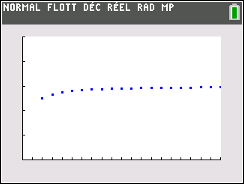 NORMAL FLOTT DÉC RÉEL RAD MP